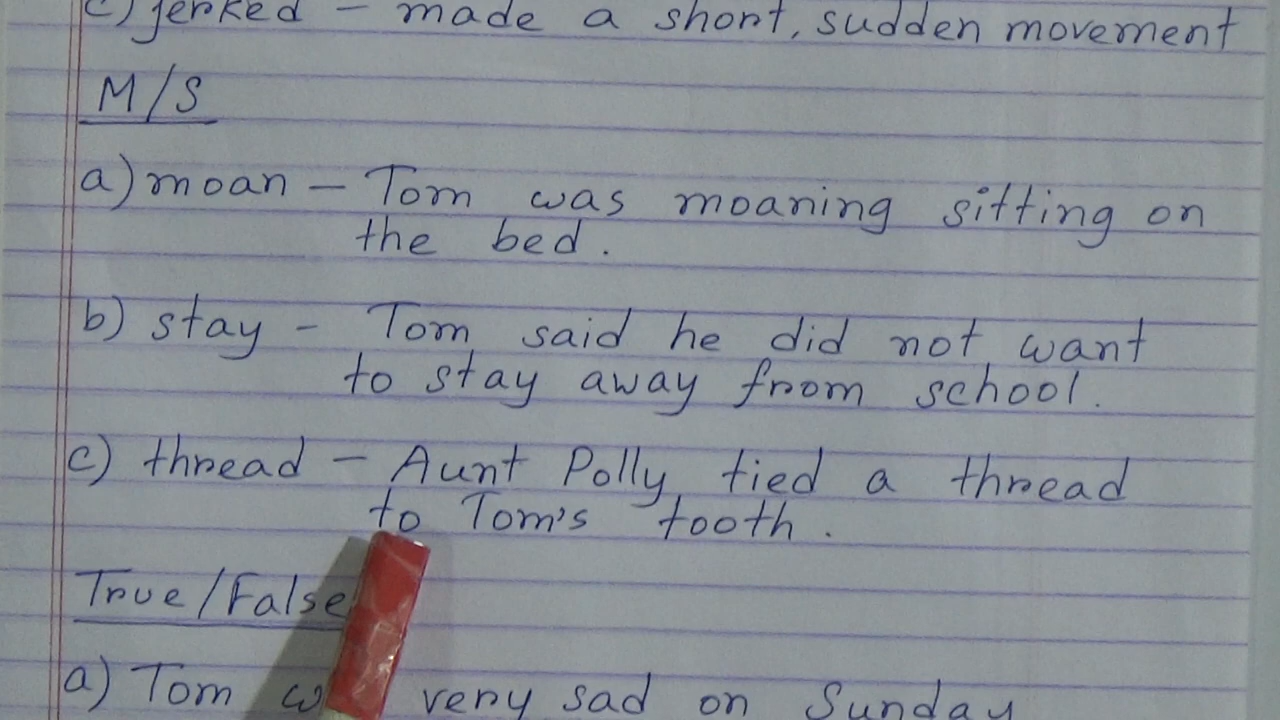 c) jerked - made a short, sudden movement
M/S
a) moan - Tom was moaning sitting on
the bed.
b) stay - Tom said he did not want
to stay away from school.
c) thread - Aunt Polly tied a thread
to Tom's tooth.
True/False
a) Tom very sad on Sunday